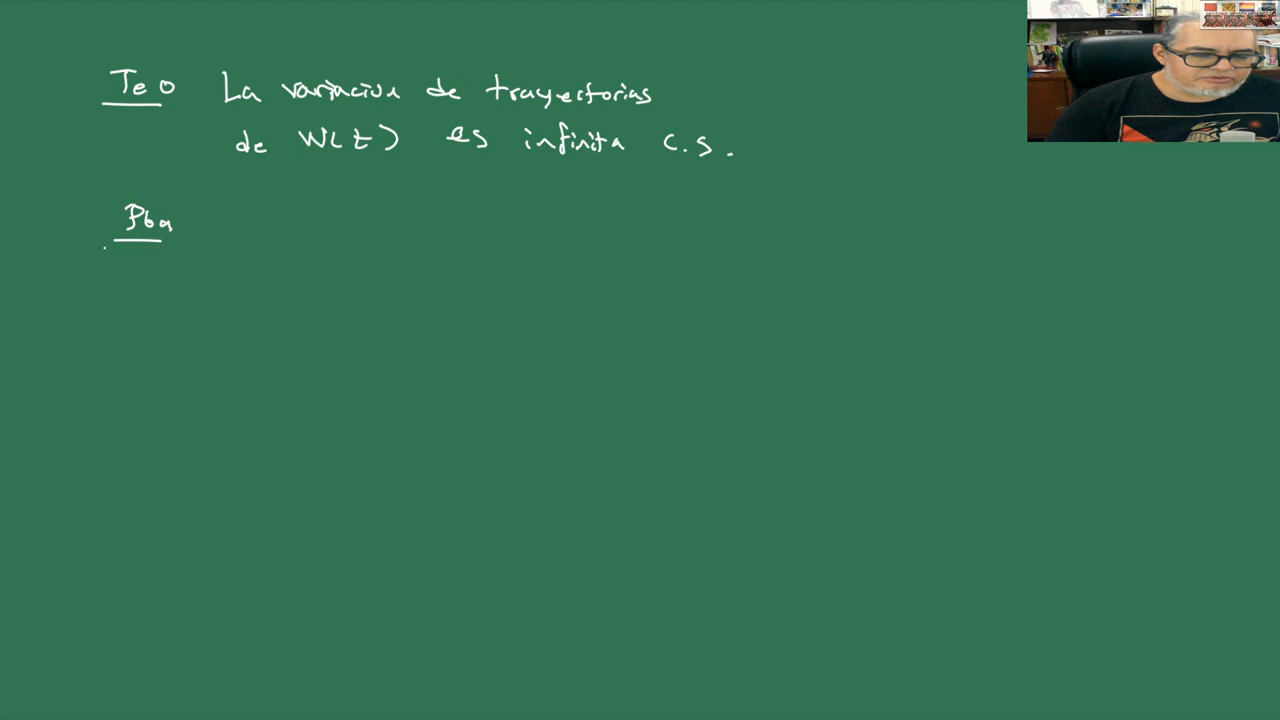 Teo La variacion de trayectorias
de W(t) es infinita c.s.
Pba